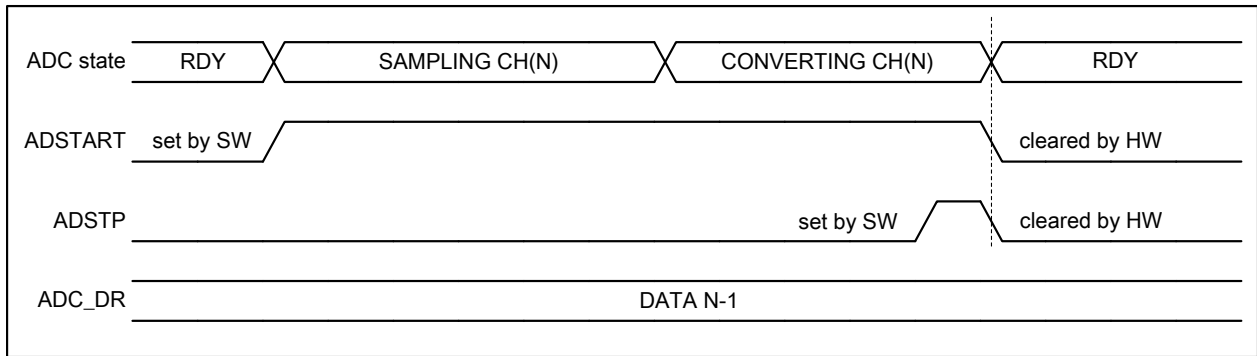 ADC state RDY SAMPLING CH(N) CONVERTING CH(N) RDY
ADSTART set by SW cleared by HW
ADSTP set by SW cleared by HW
ADC_DR DATA N-1